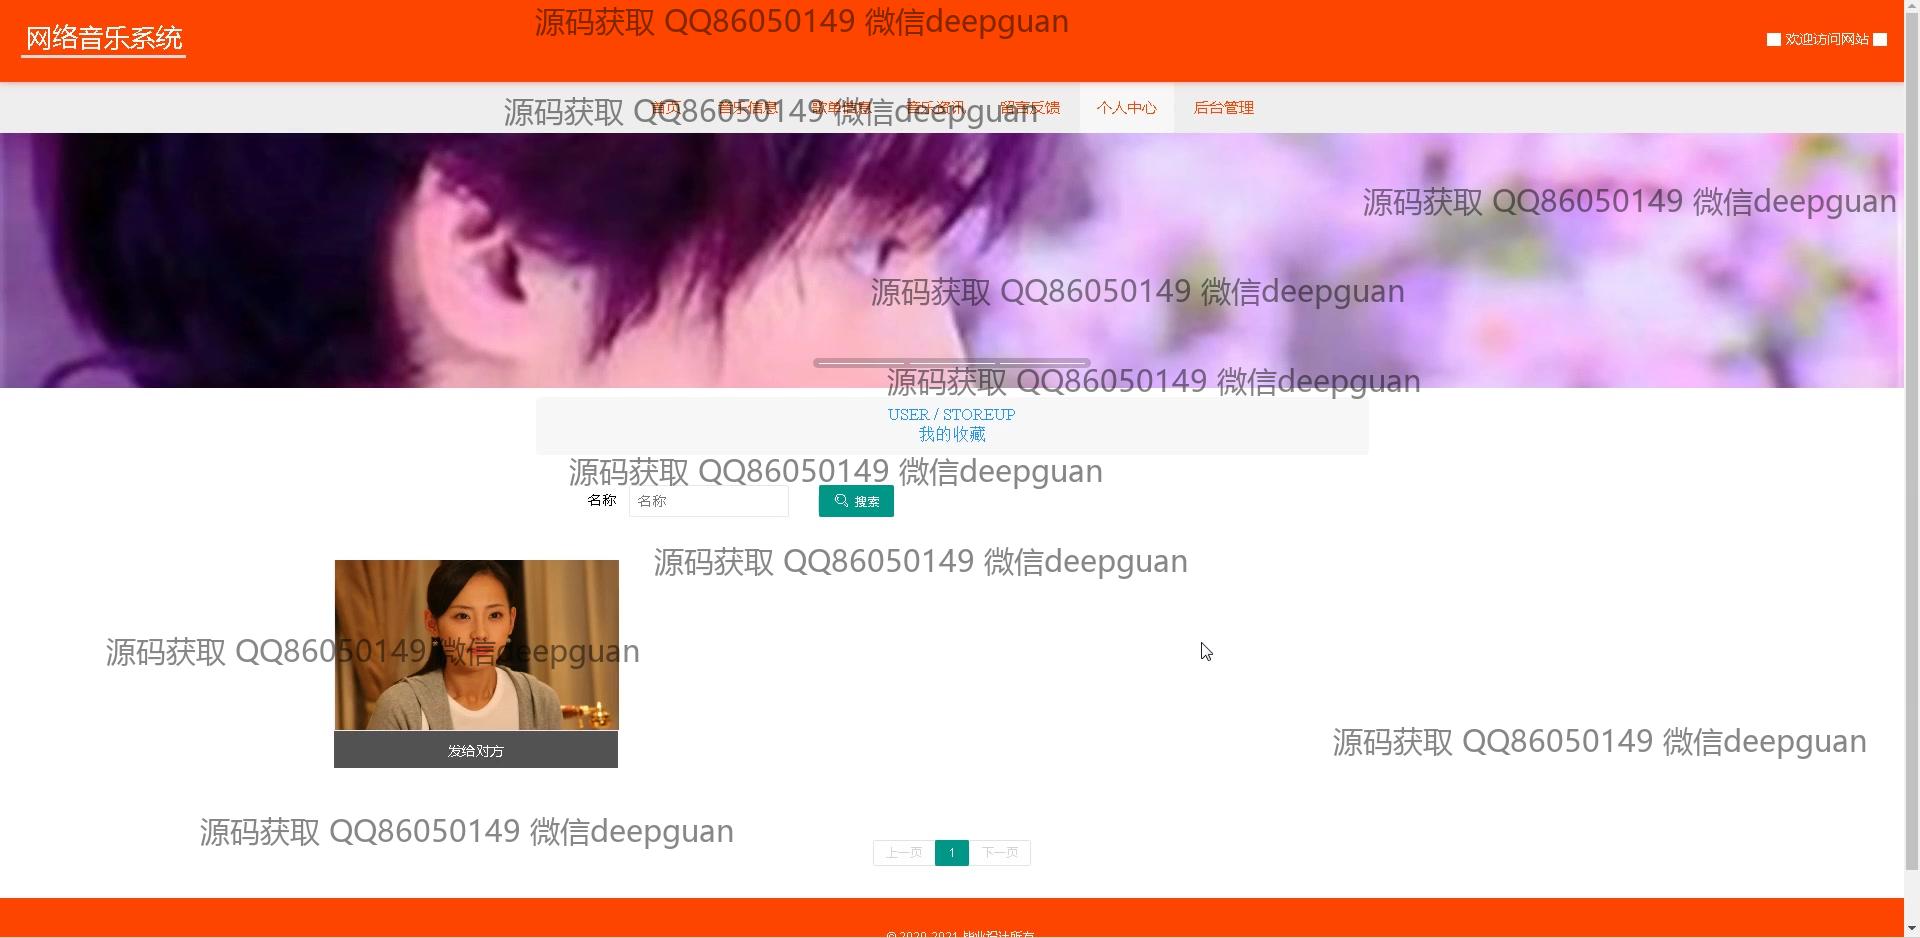 源码获取 QQ86050149 微信deepguan
网络音乐系统
欢迎访问网站
源码获取 QQ86050149 微信deepguan
首页 音乐信息 歌单信息 音乐资讯 留言反馈 个人中心 后台管理
源码获取 QQ86050149 微信deepguan
源码获取 QQ86050149 微信deepguan
源码获取 QQ86050149 微信deepguan
USER / STOREUP
我的收藏
源码获取 QQ86050149 微信deepguan
名称 名称 搜索
源码获取 QQ86050149 微信deepguan
源码获取 QQ86050149 微信deepguan
源码获取 QQ86050149 微信deepguan
发给对方
源码获取 QQ86050149 微信deepguan
上一页 1 下一页
© 2020-2021 毕业设计所有